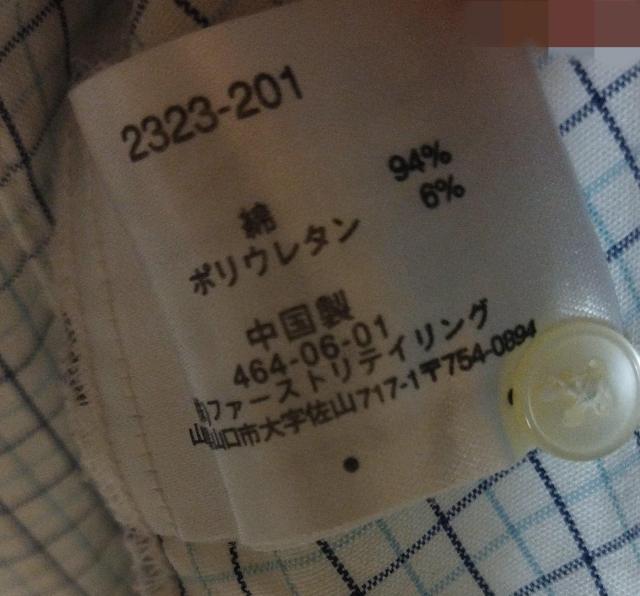 2323-201
綿 94%
ポリウレタン 6%
中国製
464-06-01
ファーストリテイリング
山口市大字佐山717-1〒754-0894